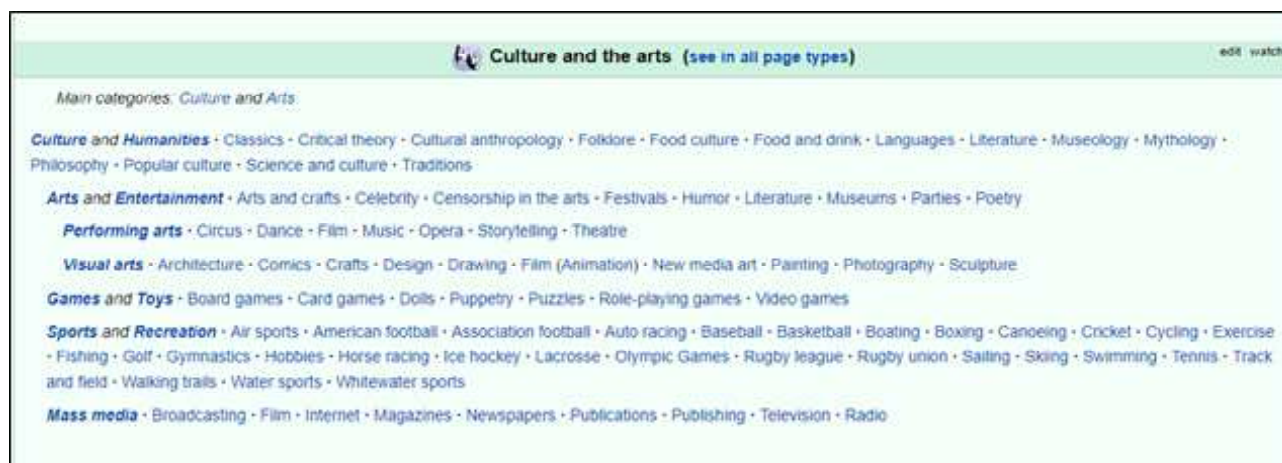 Culture and the arts (see in all page types)
edit watch
Main categories: Culture and Arts
Culture and Humanities · Classics · Critical theory · Cultural anthropology · Folklore · Food culture · Food and drink · Languages · Literature · Museology · Mythology ·
Philosophy · Popular culture · Science and culture · Traditions
Arts and Entertainment · Arts and crafts · Celebrity · Censorship in the arts · Festivals · Humor · Literature · Museums · Parties · Poetry
Performing arts · Circus · Dance · Film · Music · Opera · Storytelling · Theatre
Visual arts · Architecture · Comics · Crafts · Design · Drawing · Film (Animation) · New media art · Painting · Photography · Sculpture
Games and Toys · Board games · Card games · Dolls · Puppetry · Puzzles · Role-playing games · Video games
Sports and Recreation · Air sports · American football · Association football · Auto racing · Baseball · Basketball · Boating · Boxing · Canoeing · Cricket · Cycling · Exercise
· Fishing · Golf · Gymnastics · Hobbies · Horse racing · Ice hockey · Lacrosse · Olympic Games · Rugby league · Rugby union · Sailing · Skiing · Swimming · Tennis · Track
and field · Walking trails · Water sports · Whitewater sports
Mass media · Broadcasting · Film · Internet · Magazines · Newspapers · Publications · Publishing · Television · Radio